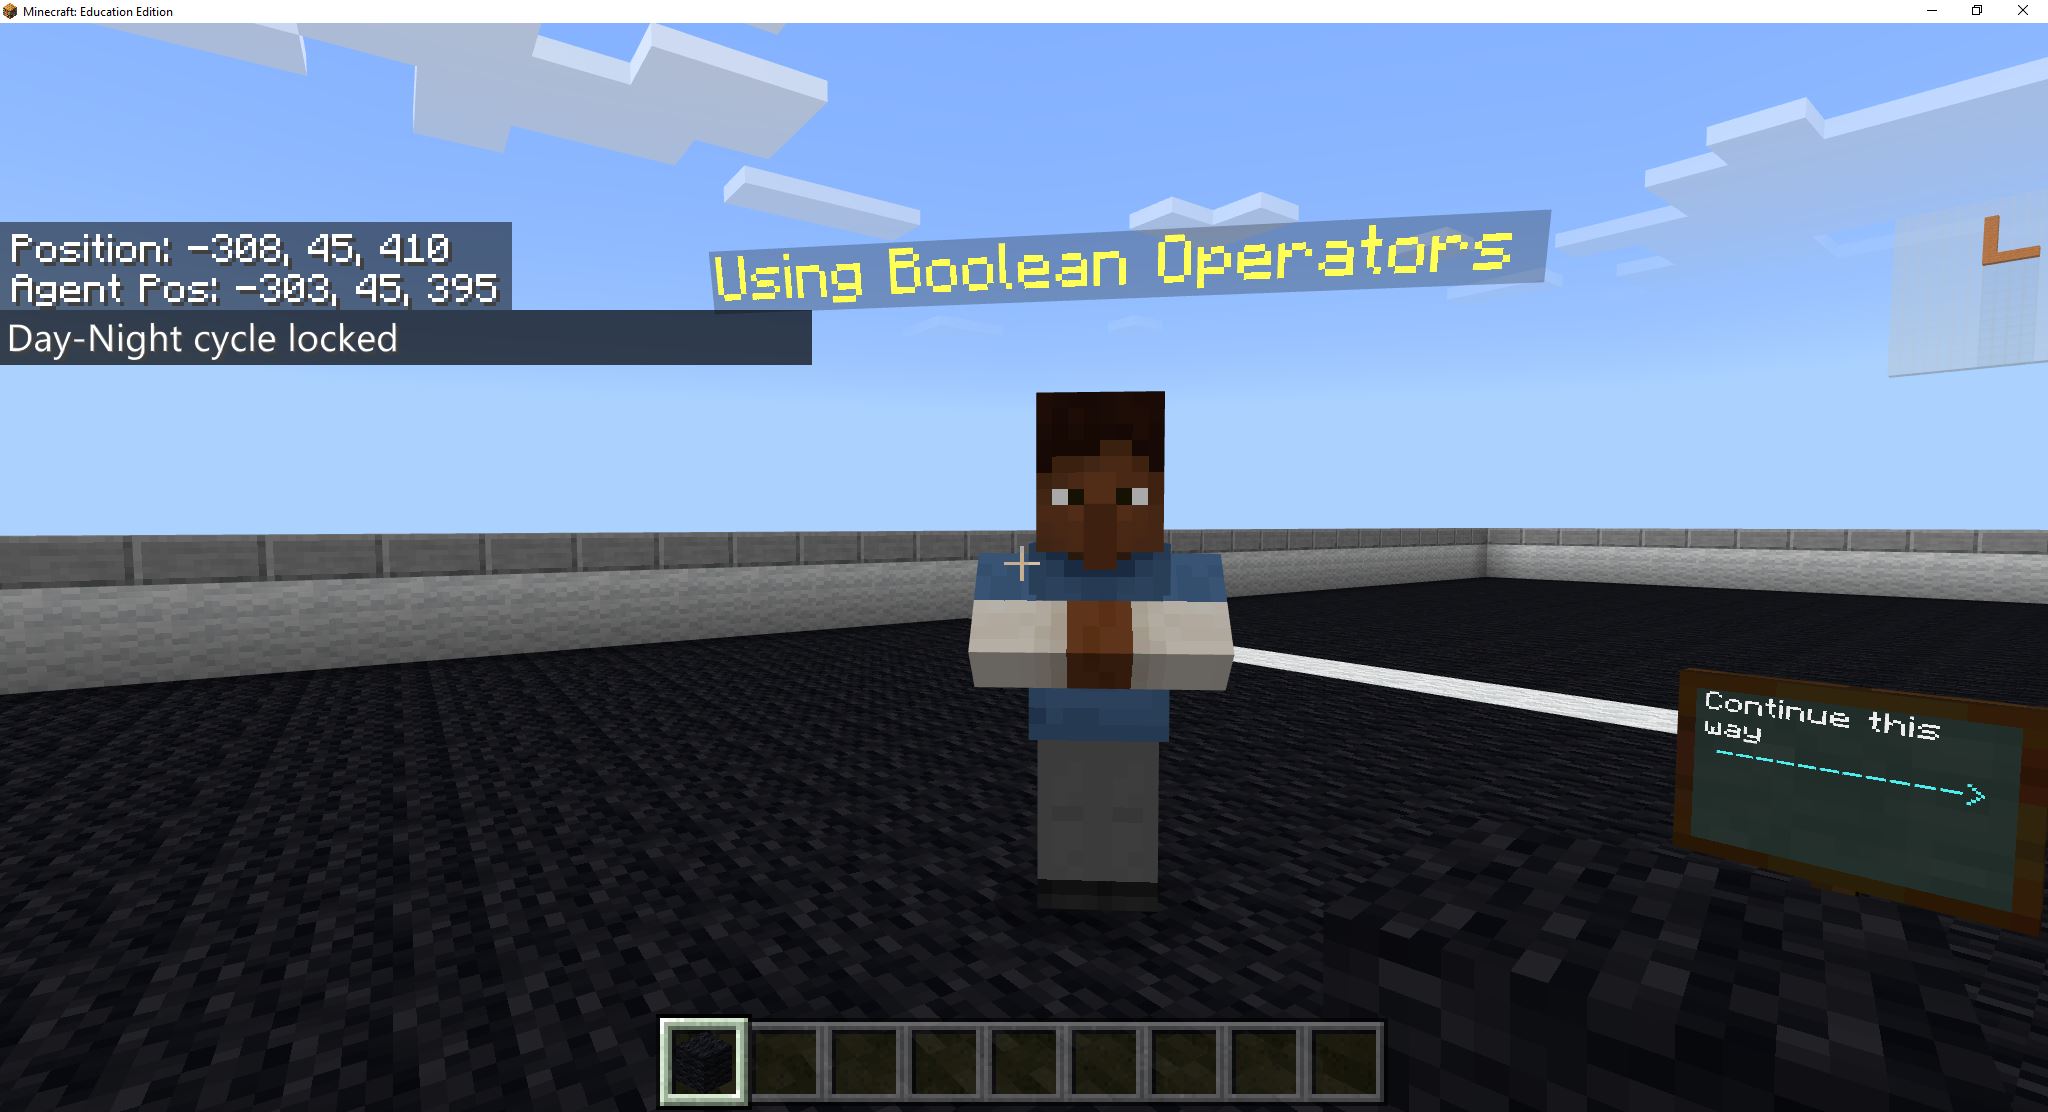 Minecraft: Education Edition
Position: -308, 45, 410
Agent Pos: -303, 45, 395
Day-Night cycle locked
Using Boolean Operators
Continue this
way